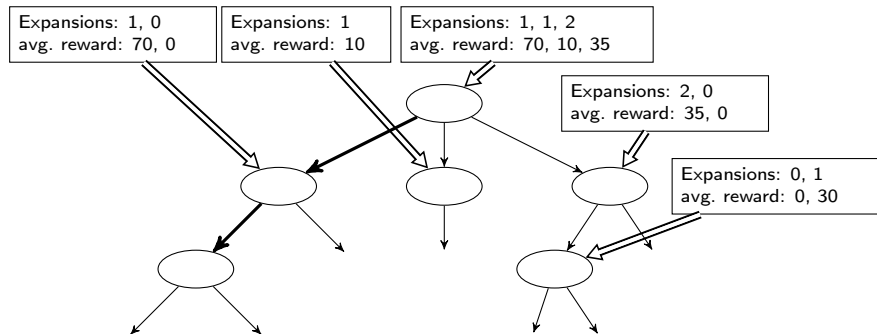 Expansions: 1, 0
avg. reward: 70, 0
Expansions: 1
avg. reward: 10
Expansions: 1, 1, 2
avg. reward: 70, 10, 35
Expansions: 2, 0
avg. reward: 35, 0
Expansions: 0, 1
avg. reward: 0, 30